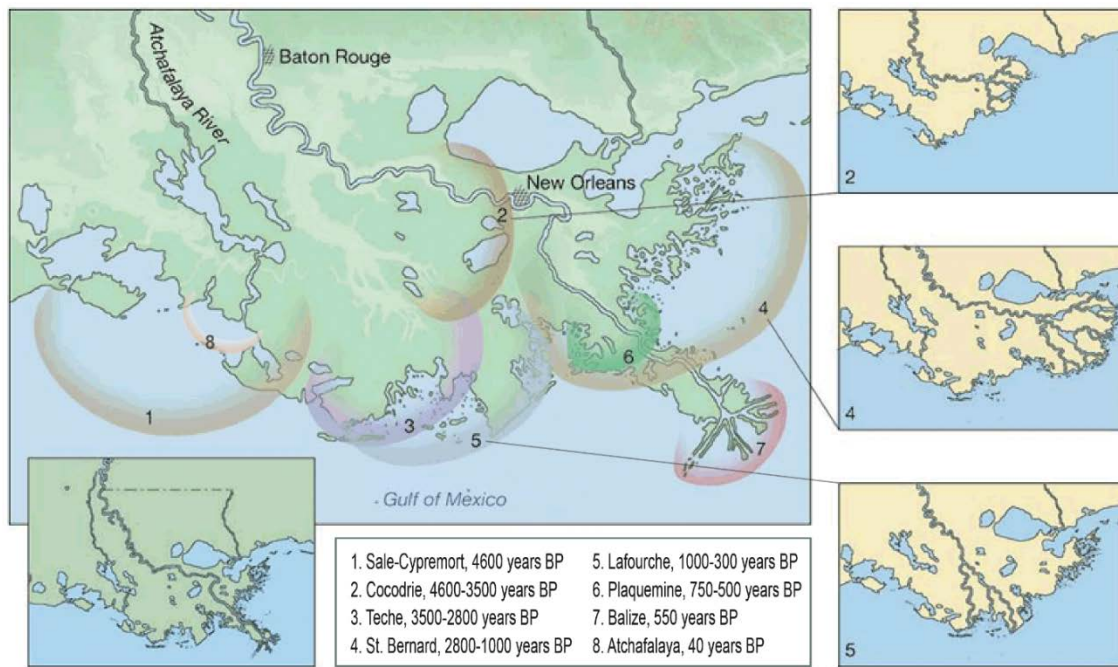 Atchafalaya River
Baton Rouge
New Orleans
2
4
6
8
1
3
5
7
Gulf of Mexico
2
4
5
1. Sale-Cypremort, 4600 years BP
2. Cocodrie, 4600-3500 years BP
3. Teche, 3500-2800 years BP
4. St. Bernard, 2800-1000 years BP
5. Lafourche, 1000-300 years BP
6. Plaquemine, 750-500 years BP
7. Balize, 550 years BP
8. Atchafalaya, 40 years BP